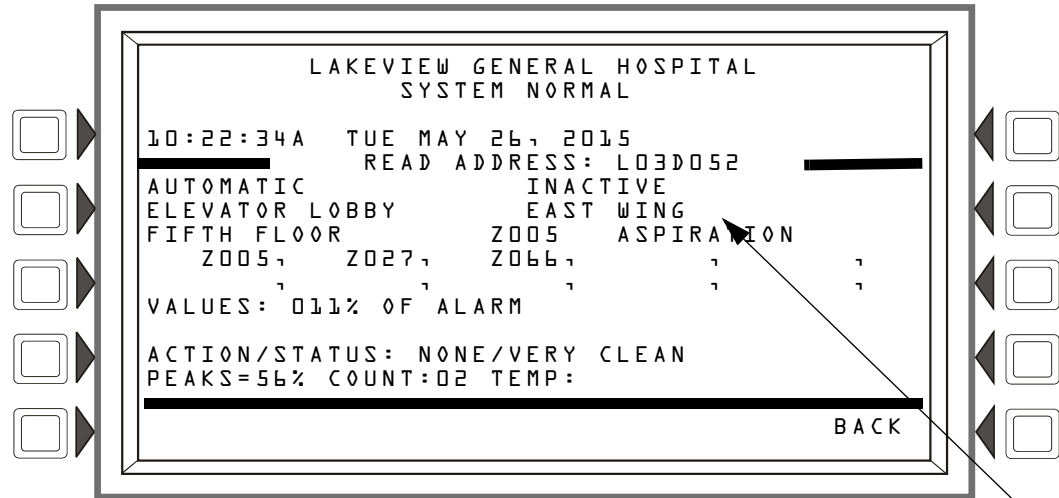 LAKEVIEW GENERAL HOSPITAL
SYSTEM NORMAL
10:22:34A TUE MAY 26, 2015
READ ADDRESS: L03D052
AUTOMATIC INACTIVE
ELEVATOR LOBBY EAST WING
FIFTH FLOOR Z005 ASPIRATION
Z005, Z027, Z066, , ,
, , , , ,
VALUES: 011% OF ALARM
ACTION/STATUS: NONE/VERY CLEAN
PEAKS=56% COUNT:02 TEMP:
BACK